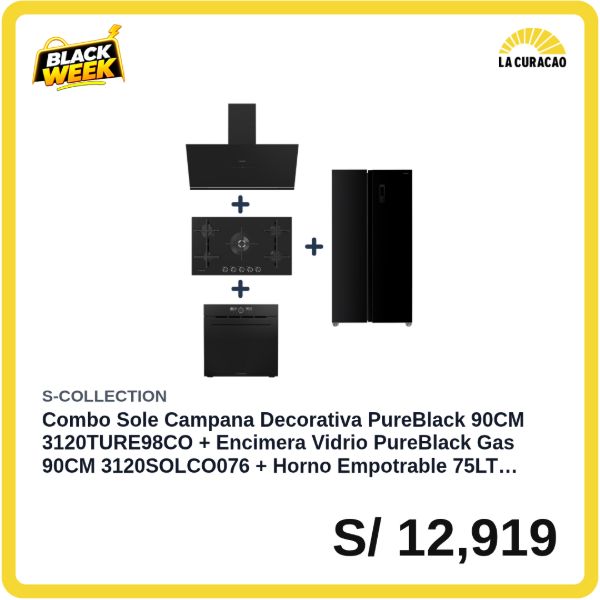 BLACK
WEEK
LA CURACAO
S-COLLECTION
Combo Sole Campana Decorativa PureBlack 90CM
3120TURE98CO + Encimera Vidrio PureBlack Gas
90CM 3120SOLCO076 + Horno Empotrable 75LT…
S/ 12,919